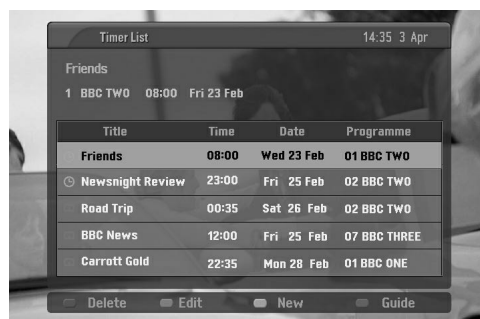 Timer List 14:35 3 Apr
Friends
1 BBC TWO 08:00 Fri 23 Feb
Title Time Date Programme
Friends 08:00 Wed 23 Feb 01 BBC TWO
Newsnight Review 23:00 Fri 25 Feb 02 BBC TWO
Road Trip 00:35 Sat 26 Feb 02 BBC TWO
BBC News 12:00 Fri 25 Feb 07 BBC THREE
Carrott Gold 22:35 Mon 28 Feb 01 BBC ONE
Delete Edit New Guide